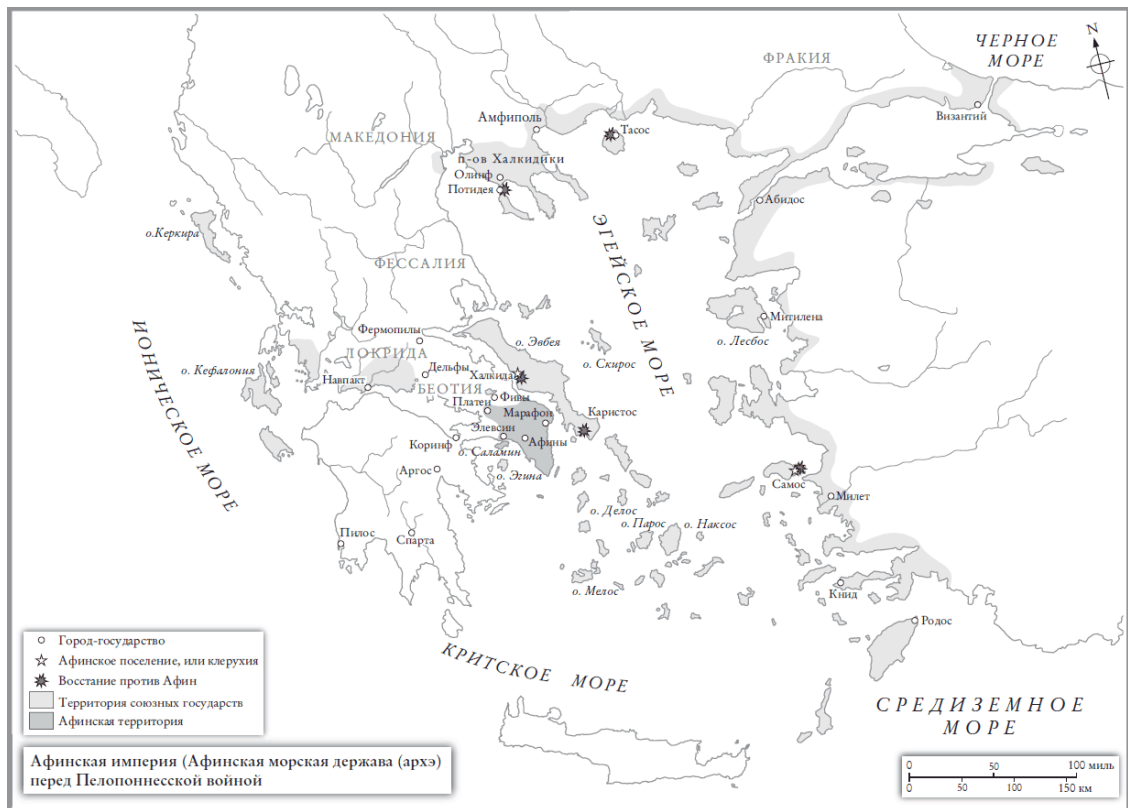 ЧЕРНОЕ
МОРЕ
N
ФРАКИЯ
Византий
Амфиполь
Тасос
МАКЕДОНИЯ
п-ов Халкидики
Олинф
Потидея
Абидос
о.Керкира
ЭГЕЙСКОЕ МОРЕ
ФЕССАЛИЯ
Митилена
Фермопилы
о. Эвбея
о. Лесбос
ЛОКРИДА
о. Скирос
ИОНИЧЕСКОЕ МОРЕ
о. Кефалония
Дельфы
Халкида
Навпакт
БЕОТИЯ
Фивы
Платеи
Марафон
Каристос
Элевсин
Коринф
Афины
о. Саламин
Аргос
о. Эгина
Самос
Милет
о. Делос
о. Парос
о. Наксос
Пилос
Спарта
о. Мелос
Книд
Родос
КРИТСКОЕ МОРЕ
СРЕДИЗЕМНОЕ
МОРЕ
Город-государство
Афинское поселение, или клерухия
Восстание против Афин
Территория союзных государств
Афинская территория
Афинская империя (Афинская морская держава (архэ)
перед Пелопоннесской войной
0 50 100 миль
0 50 100 150 км